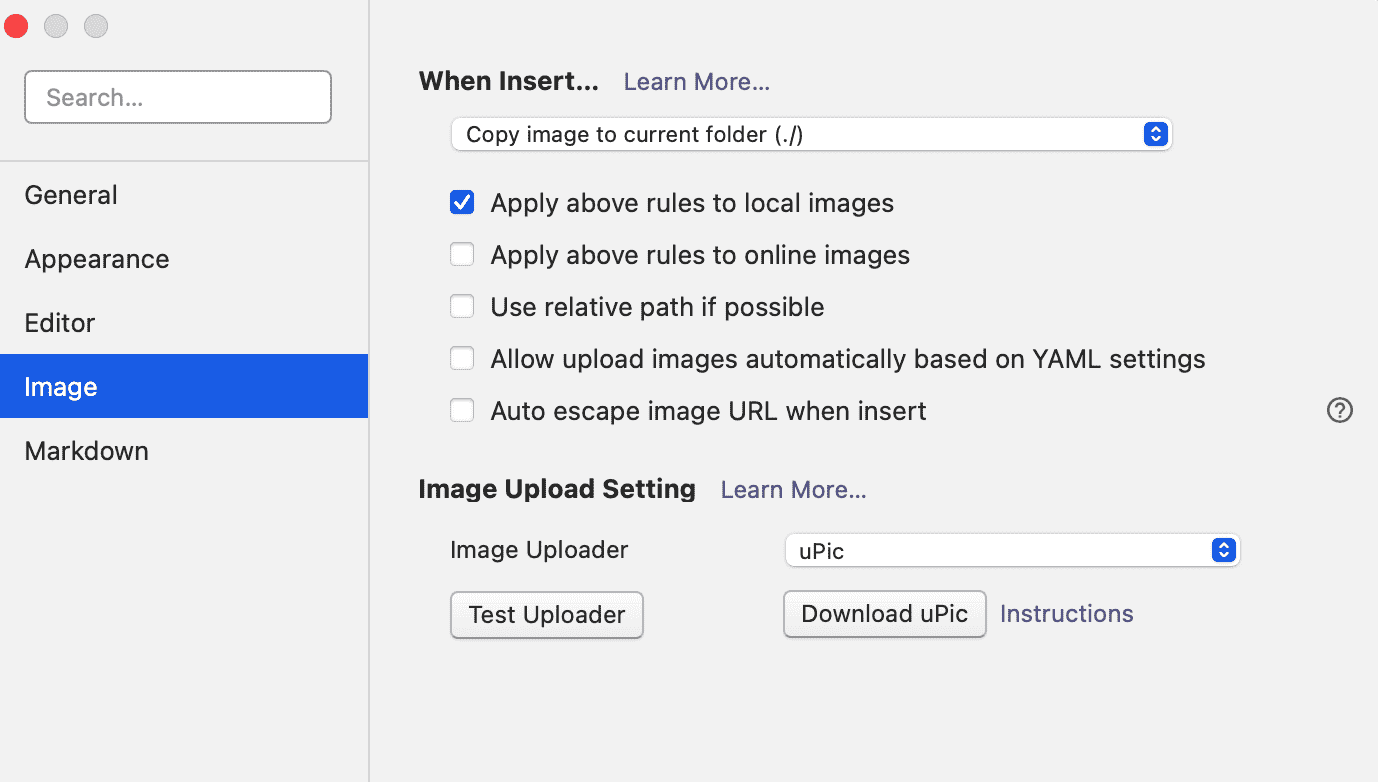 Search...
General
Appearance
Editor
Image
Markdown
When Insert... Learn More...
Copy image to current folder (./)
Apply above rules to local images
Apply above rules to online images
Use relative path if possible
Allow upload images automatically based on YAML settings
Auto escape image URL when insert
?
Image Upload Setting Learn More...
Image Uploader uPic
Test Uploader Download uPic Instructions